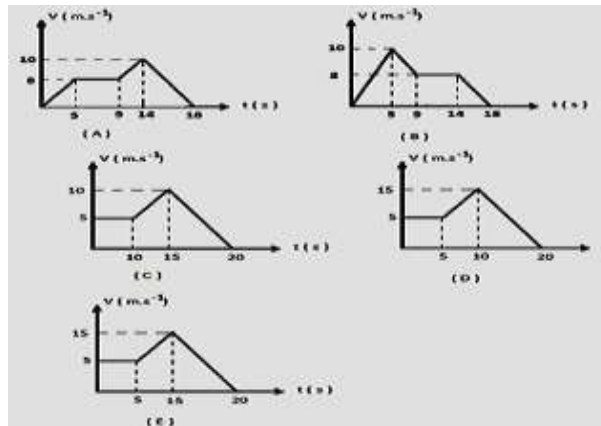 V ( m.s⁻¹)
10
8
5 9 14 18 t ( s )
( A )
V ( m.s⁻¹)
10
8
5 9 14 18 t ( s )
( B )
V ( m.s⁻¹)
10
5
10 15 20 t ( s )
( C )
V ( m.s⁻¹)
15
5
5 10 20 t ( s )
( D )
V ( m.s⁻¹)
15
5
5 15 20 t ( s )
( E )